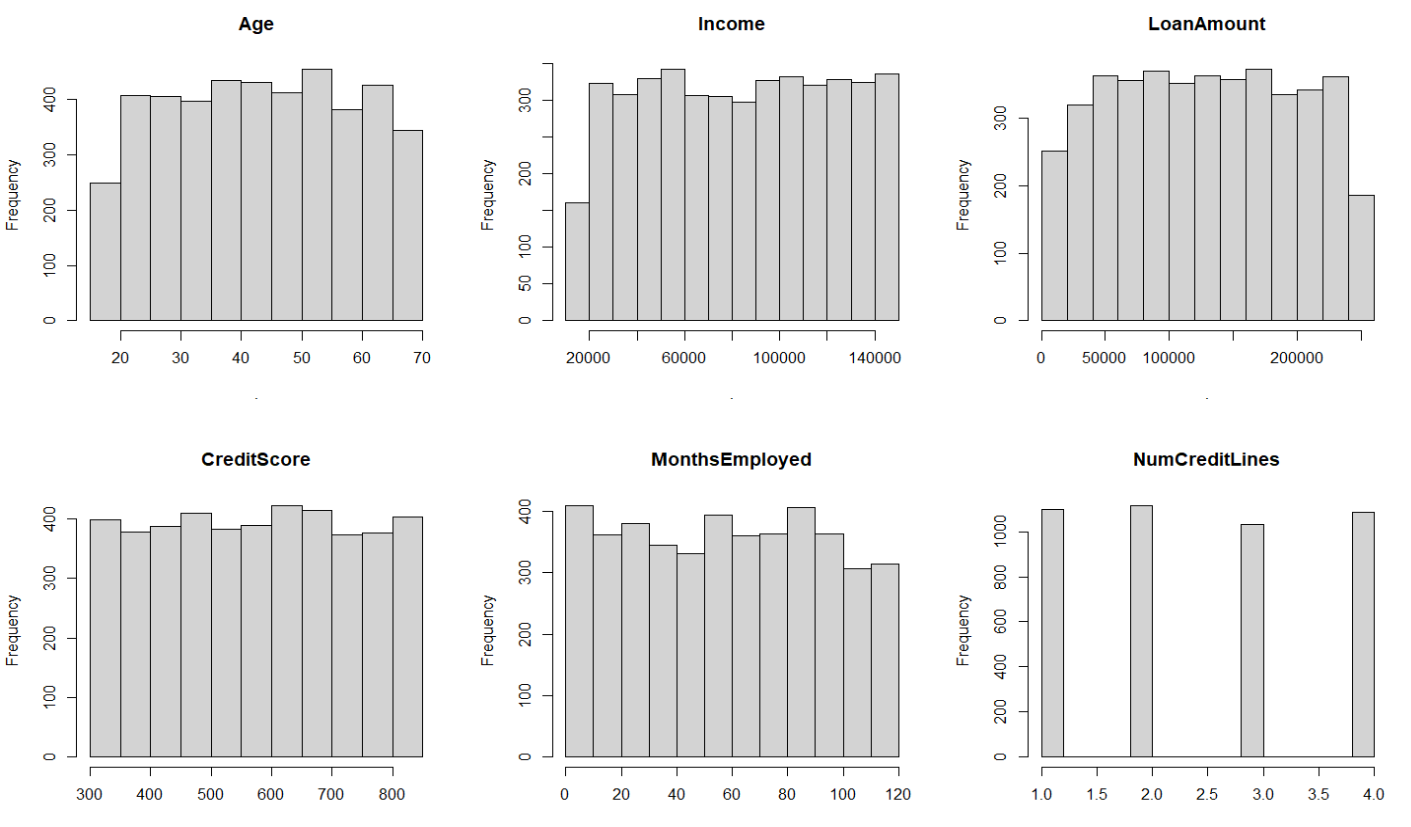 Age
Frequency
0 100 200 300 400
20 30 40 50 60 70
Income
Frequency
0 50 100 200 300
20000 60000 100000 140000
LoanAmount
Frequency
0 100 200 300
0 50000 100000 200000
CreditScore
Frequency
0 100 200 300 400
300 400 500 600 700 800
MonthsEmployed
Frequency
0 100 200 300 400
0 20 40 60 80 100 120
NumCreditLines
Frequency
0 200 400 600 800 1000
1.0 1.5 2.0 2.5 3.0 3.5 4.0